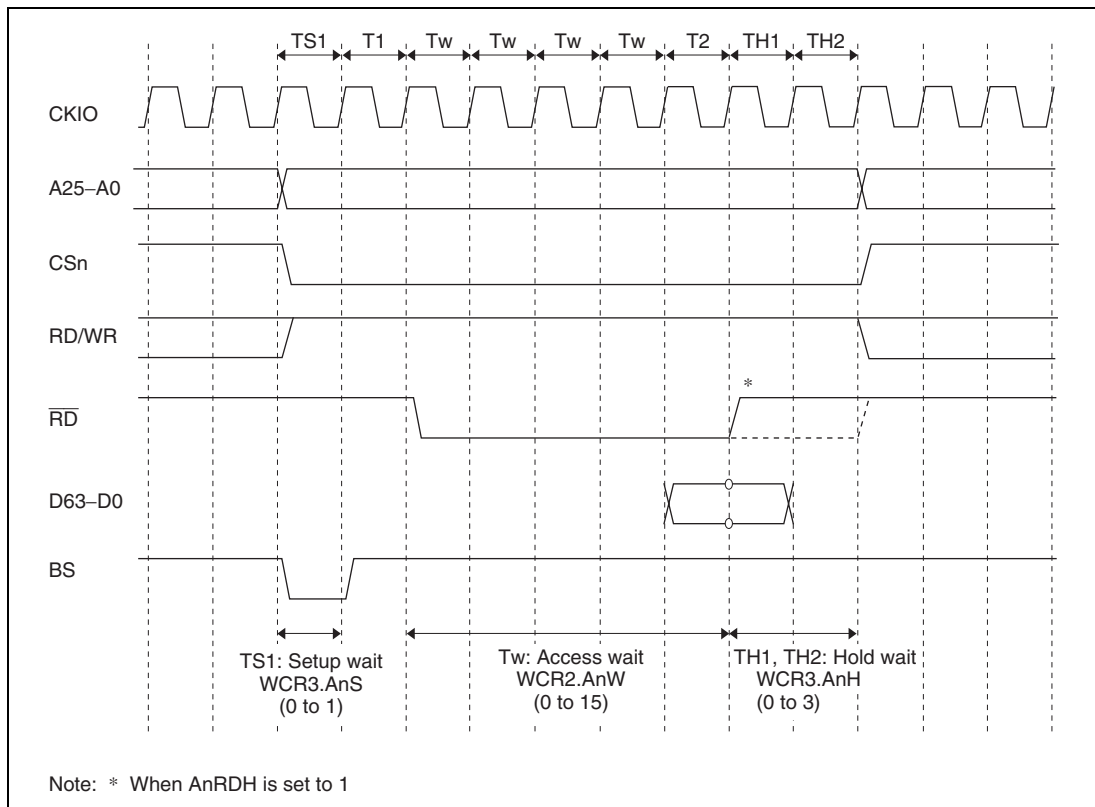 TS1 T1 Tw Tw Tw Tw T2 TH1 TH2
CKIO
A25–A0
CSn
RD/WR
*
RD
D63–D0
BS
TS1: Setup wait
WCR3.AnS
(0 to 1)
Tw: Access wait
WCR2.AnW
(0 to 15)
TH1, TH2: Hold wait
WCR3.AnH
(0 to 3)
Note: * When AnRDH is set to 1